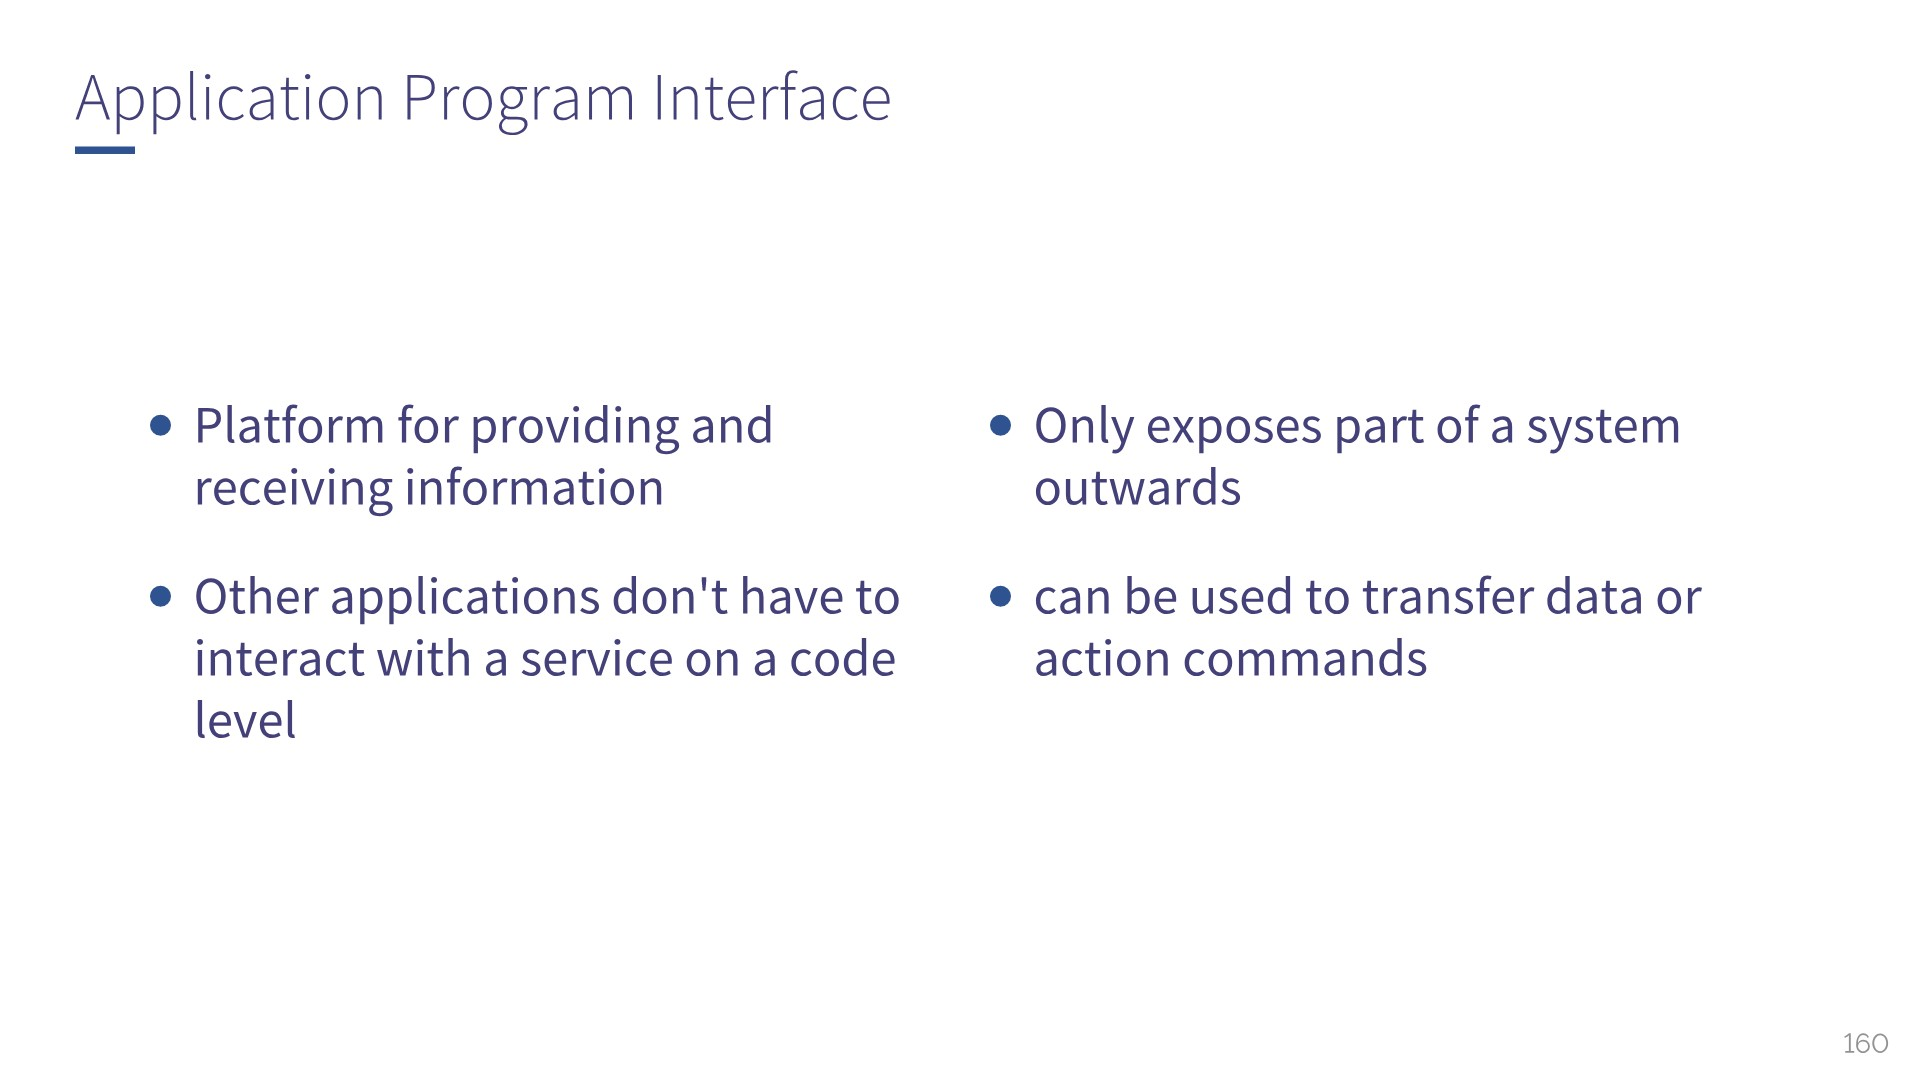 Application Program Interface
Platform for providing and
receiving information
Other applications don't have to
interact with a service on a code
level
Only exposes part of a system
outwards
can be used to transfer data or
action commands
160